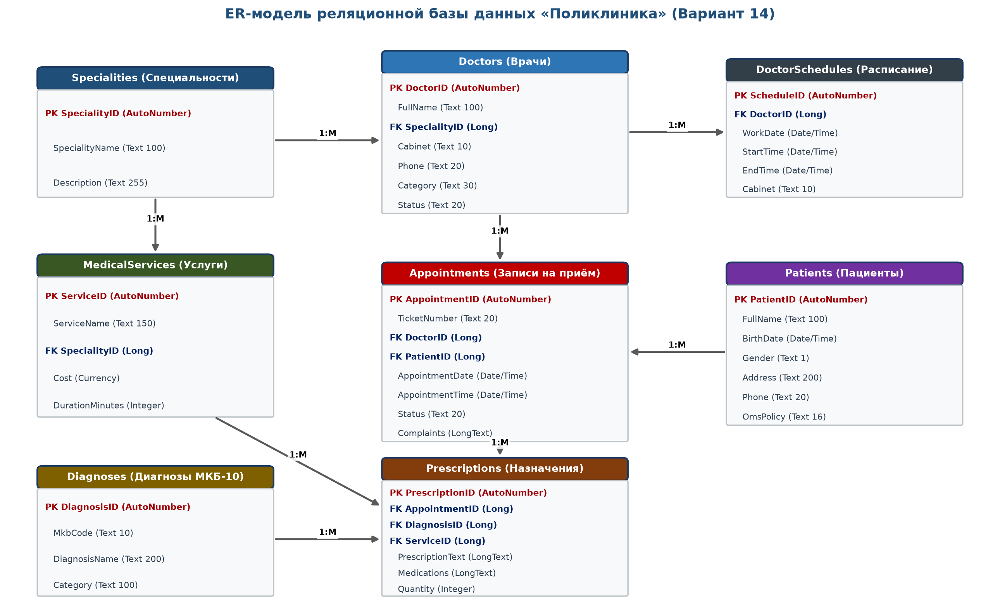 ER-модель реляционной базы данных «Поликлиника» (Вариант 14)
Specialities (Специальности)
PK SpecialityID (AutoNumber)
SpecialityName (Text 100)
Description (Text 255)
1:M
1:M
Doctors (Врачи)
PK DoctorID (AutoNumber)
FullName (Text 100)
FK SpecialityID (Long)
Cabinet (Text 10)
Phone (Text 20)
Category (Text 30)
Status (Text 20)
1:M
1:M
DoctorSchedules (Расписание)
PK ScheduleID (AutoNumber)
FK DoctorID (Long)
WorkDate (Date/Time)
StartTime (Date/Time)
EndTime (Date/Time)
Cabinet (Text 10)
MedicalServices (Услуги)
PK ServiceID (AutoNumber)
ServiceName (Text 150)
FK SpecialityID (Long)
Cost (Currency)
DurationMinutes (Integer)
1:M
Appointments (Записи на приём)
PK AppointmentID (AutoNumber)
TicketNumber (Text 20)
FK DoctorID (Long)
FK PatientID (Long)
AppointmentDate (Date/Time)
AppointmentTime (Date/Time)
Status (Text 20)
Complaints (LongText)
1:M
1:M
Patients (Пациенты)
PK PatientID (AutoNumber)
FullName (Text 100)
BirthDate (Date/Time)
Gender (Text 1)
Address (Text 200)
Phone (Text 20)
OmsPolicy (Text 16)
Diagnoses (Диагнозы МКБ-10)
PK DiagnosisID (AutoNumber)
MkbCode (Text 10)
DiagnosisName (Text 200)
Category (Text 100)
1:M
Prescriptions (Назначения)
PK PrescriptionID (AutoNumber)
FK AppointmentID (Long)
FK DiagnosisID (Long)
FK ServiceID (Long)
PrescriptionText (LongText)
Medications (LongText)
Quantity (Integer)